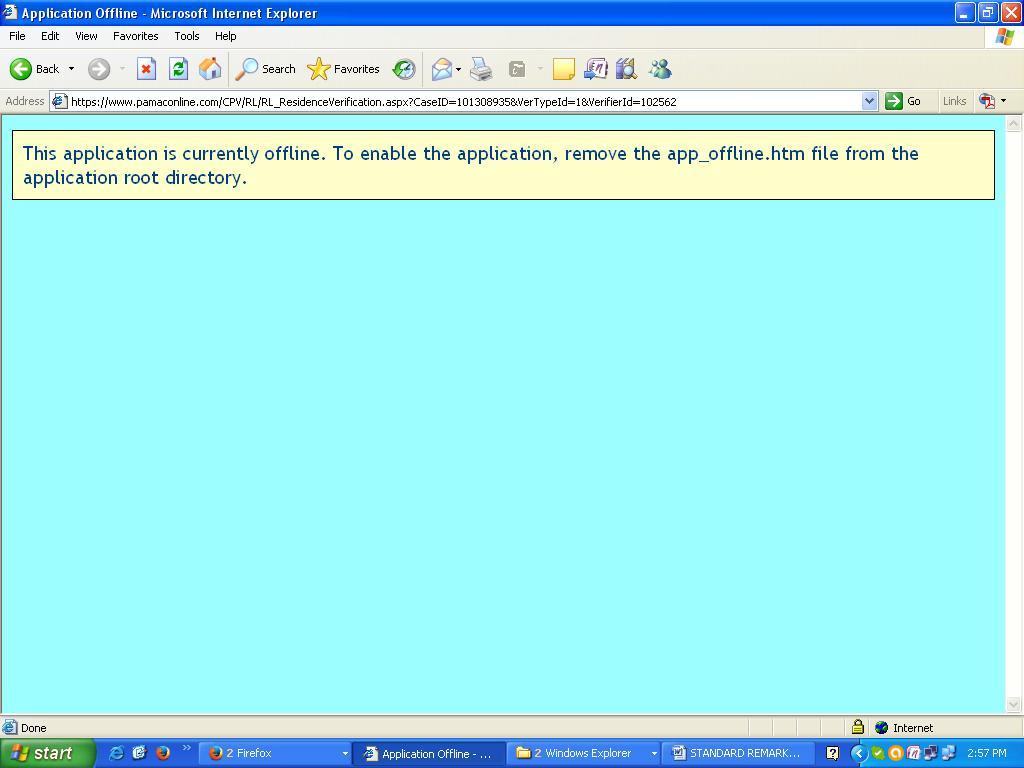 Application Offline - Microsoft Internet Explorer
File Edit View Favorites Tools Help
Back Search Favorites
Address https://www.pamaconline.com/CPV/RL/RL_ResidenceVerification.aspx?CaseID=101308935&VerTypeId=1&VerifierId=102562 Go Links
This application is currently offline. To enable the application, remove the app_offline.htm file from the
application root directory.
Done Internet
start 2 Firefox Application Offline - ... 2 Windows Explorer STANDARD REMARK... 2:57 PM